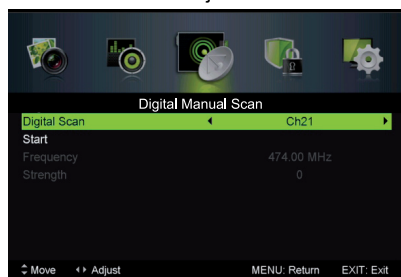 Digital Manual Scan
Digital Scan Ch21
Start
Frequency 474.00 MHz
Strength 0
Move Adjust MENU: Return EXIT: Exit